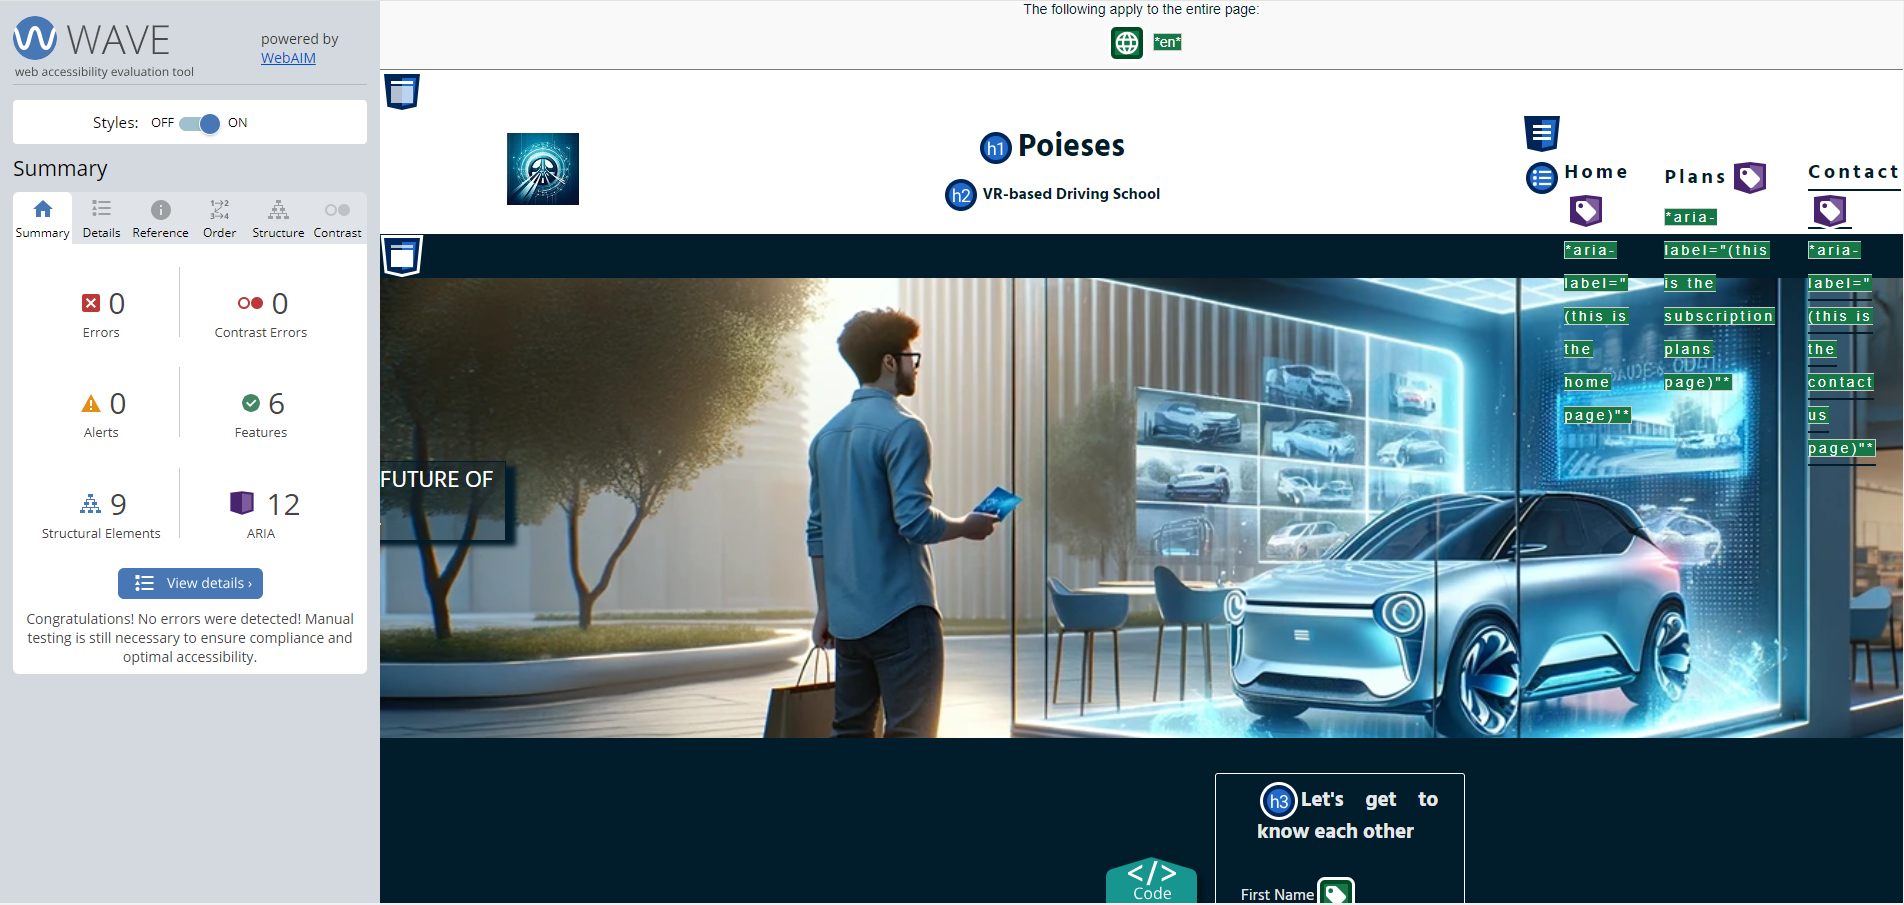 WAVE
web accessibility evaluation tool
powered by
WebAIM
Styles: OFF ON
Summary
Summary Details Reference Order Structure Contrast
0
Errors
0
Contrast Errors
0
Alerts
6
Features
9
Structural Elements
12
ARIA
View details ›
Congratulations! No errors were detected! Manual
testing is still necessary to ensure compliance and
optimal accessibility.
The following apply to the entire page:
*en*
h1 Poieses
h2 VR-based Driving School
Home
*aria-
label="
(this is
the
home
page)"*
Plans
*aria-
label="(this
is the
subscription
plans
page)"*
Contact
*aria-
label="
(this is
the
contact
us
page)"*
FUTURE OF
h3 Let's get to
know each other
First Name
</>
Code